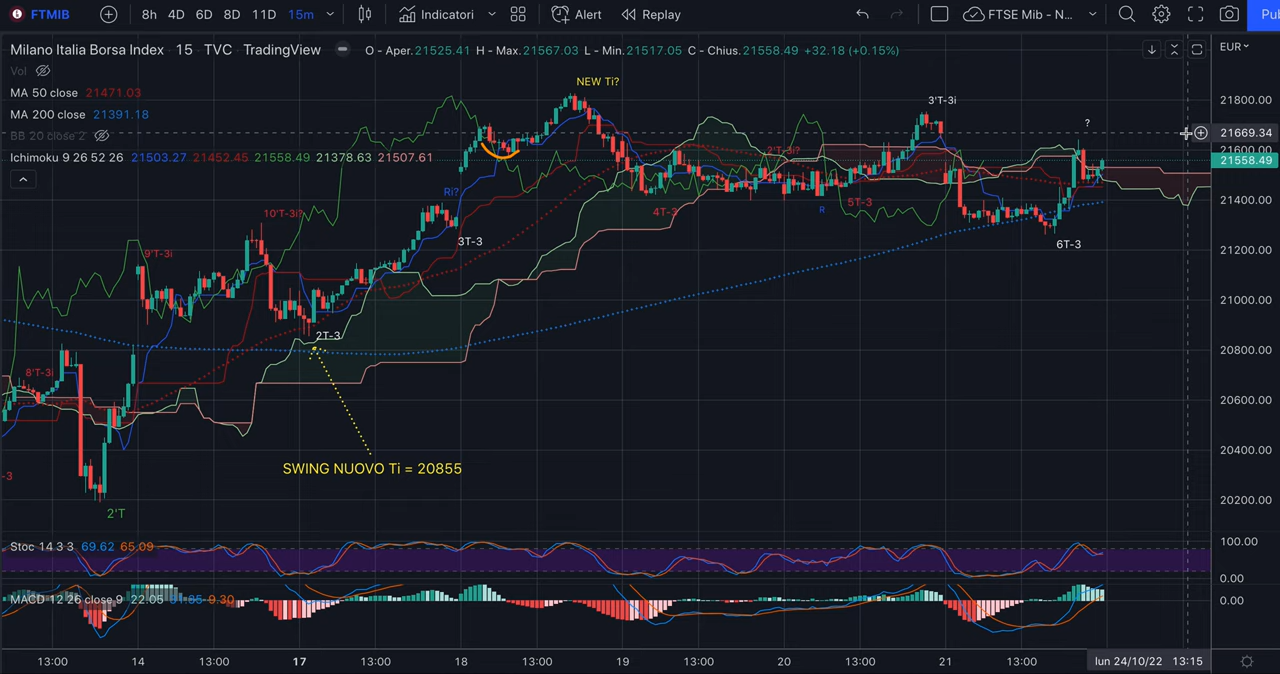 FTMIB 8h 4D 6D 8D 11D 15m Indicatori Alert Replay FTSE Mib - N... Pu
Milano Italia Borsa Index · 15 · TVC · TradingView O - Aper.21525.41 H - Max.21567.03 L - Min.21517.05 C - Chius.21558.49 +32.18 (+0.15%) EUR
Vol
MA 50 close 21471.03
MA 200 close 21391.18
BB 20 close 2
Ichimoku 9 26 52 26 21503.27 21452.45 21558.49 21378.63 21507.61
NEW Ti?
3'T-3i
?
2'T-3i?
Ri?
10'T-3i?
4T-3
R
5T-3
3T-3
6T-3
9'T-3i
2T-3
8'T-3i
SWING NUOVO Ti = 20855
-3
2'T
21800.00
21669.34
21600.00
21558.49
21400.00
21200.00
21000.00
20800.00
20600.00
20400.00
20200.00
Stoc 14 3 3 69.62 65.09
100.00
0.00
MACD 12 26 close 9 22.05 -9.30
0.00
13:00 14 13:00 17 13:00 18 13:00 19 13:00 20 13:00 21 13:00 lun 24/10/22 13:15